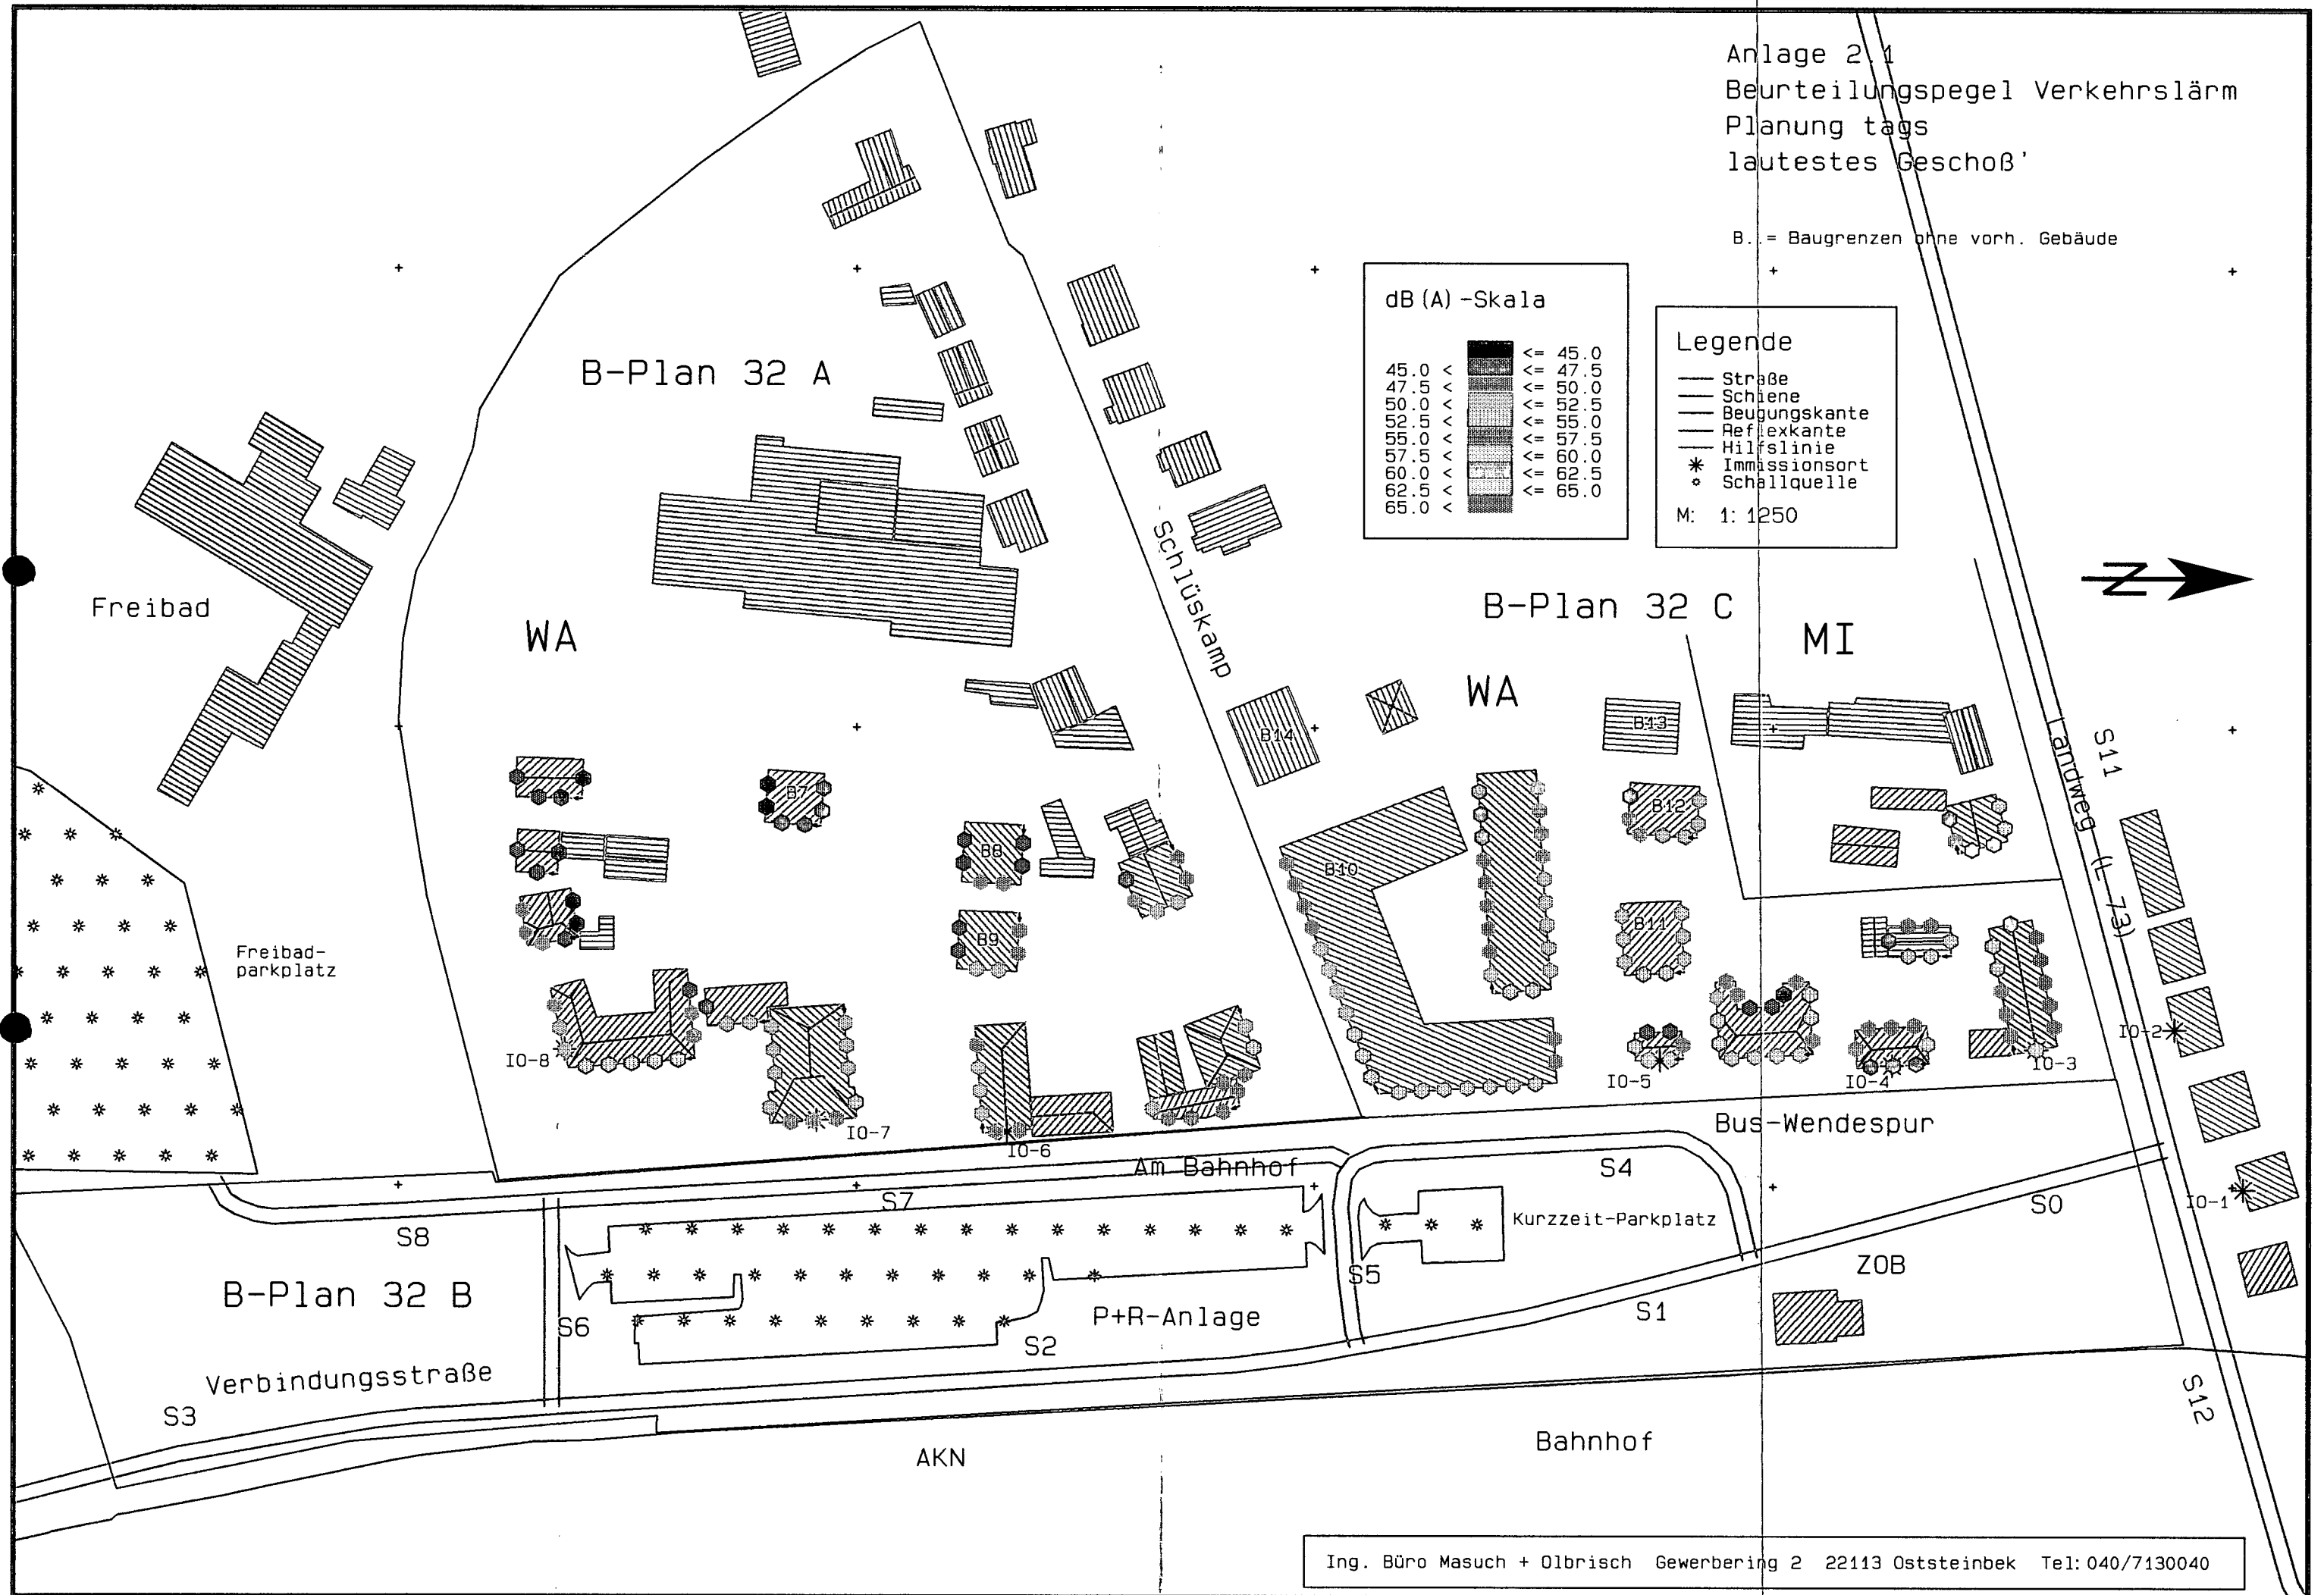 Anlage 2.1
Beurteilungspegel Verkehrslärm
Planung tags
lautestes Geschoß'
B.. = Baugrenzen ohne vorh. Gebäude
dB(A)-Skala
<= 45.0
45.0 < <= 47.5
47.5 < <= 50.0
50.0 < <= 52.5
52.5 < <= 55.0
55.0 < <= 57.5
57.5 < <= 60.0
60.0 < <= 62.5
62.5 < <= 65.0
65.0 <
Legende
Straße
Schiene
Beugungskante
Reflexkante
Hilfslinie
Immissionsort
Schallquelle
M: 1: 1250
B-Plan 32 A
Freibad
WA
Schlüskamp
B-Plan 32 C
MI
WA
N
Landweg (L 73)
S11
B14
B13
B7
B12
B8
B10
B9
B11
Freibad-
parkplatz
IO-8
IO-7
IO-6
IO-5
IO-4
IO-3
IO-2
IO-1
Bus-Wendespur
Am Bahnhof
S4
S7
S8
S0
Kurzzeit-Parkplatz
S5
ZOB
B-Plan 32 B
S6
P+R-Anlage
S1
S2
Verbindungsstraße
S3
S12
AKN
Bahnhof
Ing. Büro Masuch + Olbrisch Gewerbering 2 22113 Oststeinbek Tel: 040/7130040